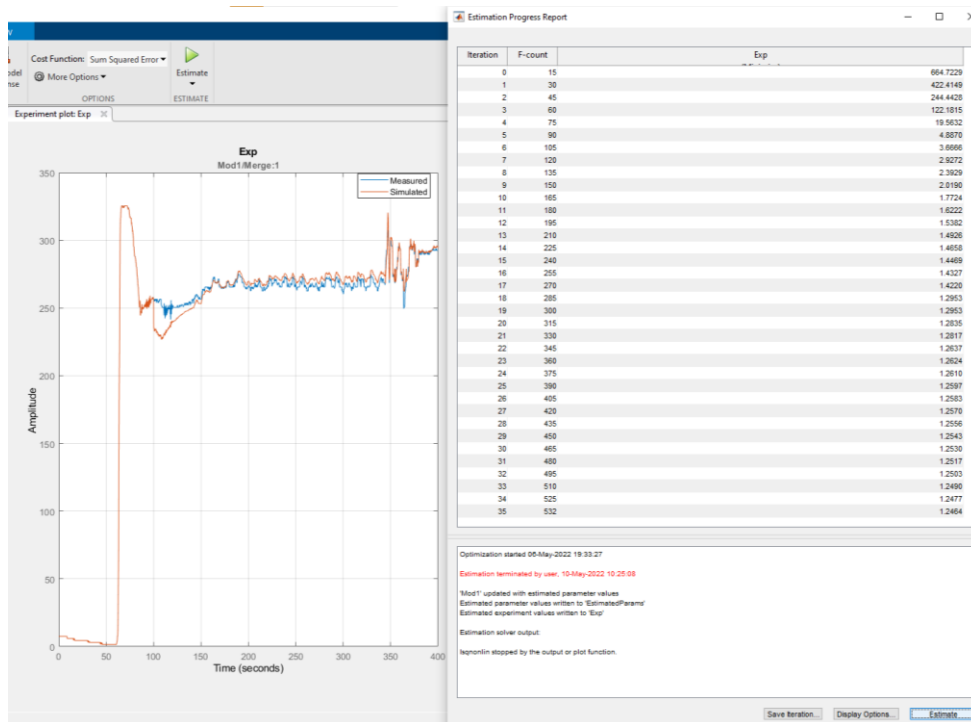 Estimation Progress Report
Cost Function: Sum Squared Error
More Options
Estimate
OPTIONS
ESTIMATE
Experiment plot: Exp
Exp
Mod1/Merge:1
Measured
Simulated
350
300
250
200
150
100
50
0
Amplitude
0 50 100 150 200 250 300 350 400
Time (seconds)
Iteration F-count Exp
0 15 664.7229
1 30 422.4149
2 45 244.4428
3 60 122.1815
4 75 19.5632
5 90 4.8870
6 105 3.6666
7 120 2.9272
8 135 2.3929
9 150 2.0190
10 165 1.7724
11 180 1.6222
12 195 1.5382
13 210 1.4926
14 225 1.4658
15 240 1.4469
16 255 1.4327
17 270 1.4220
18 285 1.2953
19 300 1.2953
20 315 1.2835
21 330 1.2817
22 345 1.2637
23 360 1.2624
24 375 1.2610
25 390 1.2597
26 405 1.2583
27 420 1.2570
28 435 1.2556
29 450 1.2543
30 465 1.2530
31 480 1.2517
32 495 1.2503
33 510 1.2490
34 525 1.2477
35 532 1.2464
Optimization started 06-May-2022 19:33:27
Estimation terminated by user, 10-May-2022 10:25:08
'Mod1' updated with estimated parameter values
Estimated parameter values written to 'EstimatedParams'
Estimated experiment values written to 'Exp'
Estimation solver output:
lsqnonlin stopped by the output or plot function.
Save Iteration... Display Options... Estimate